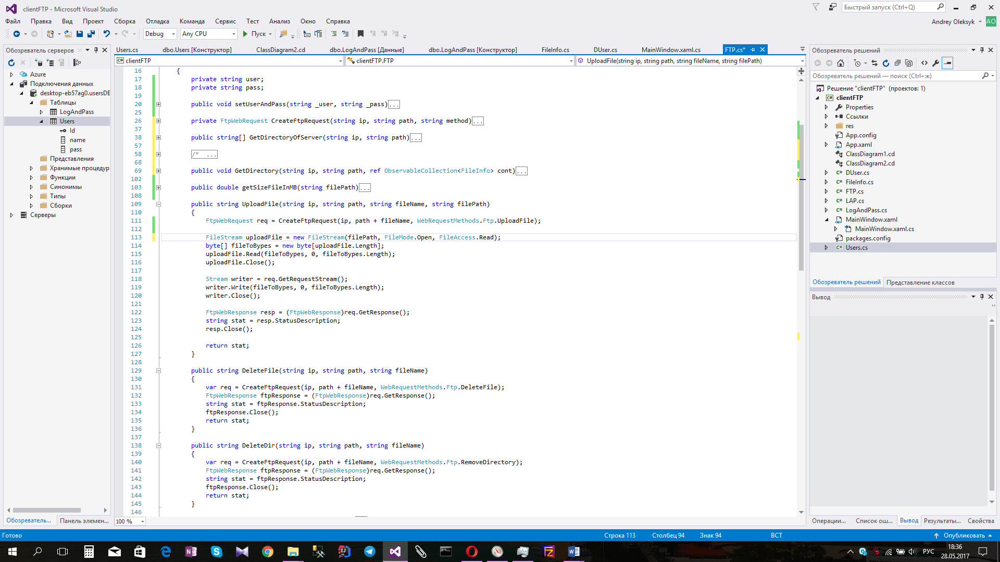 clientFTP - Microsoft Visual Studio
Быстрый запуск (Ctrl+Q)
Файл Правка Вид Проект Сборка Отладка Команда Сервис Тест Анализ Окно Справка
Andrey Oleksyk AO
Debug Any CPU Пуск
Обозреватель серверов
Azure
Подключения данных
desktop-eb57ag0.usersDB
Таблицы
LogAndPass
Users
Id
name
pass
Представления
Хранимые процедур
Функции
Синонимы
Типы
Сборки
Серверы
Обозреватель... Панель элемен...
Users.cs dbo.Users [Конструктор] ClassDiagram2.cd dbo.LogAndPass [Данные] dbo.LogAndPass [Конструктор] FileInfo.cs DUser.cs MainWindow.xaml.cs FTP.cs*
clientFTP clientFTP.FTP UploadFile(string ip, string path, string fileName, string filePath)
16 {
17 private string user;
18 private string pass;
19
20 public void setUserAndPass(string _user, string _pass)...
25
26 private FtpWebRequest CreateFtpRequest(string ip, string path, string method)...
37
38 public string[] GetDirectoryOfServer(string ip, string path)...
57
58 /* ...
68
69 public void GetDirectory(string ip, string path, ref ObservableCollection<FileInfo> cont)...
102
103 public double getSizeFileInMB(string filePath)...
108
109 public string UploadFile(string ip, string path, string fileName, string filePath)
110 {
111 FtpWebRequest req = CreateFtpRequest(ip, path + fileName, WebRequestMethods.Ftp.UploadFile);
112
113 FileStream uploadFile = new FileStream(filePath, FileMode.Open, FileAccess.Read);
114 byte[] fileToBypes = new byte[uploadFile.Length];
115 uploadFile.Read(fileToBypes, 0, fileToBypes.Length);
116 uploadFile.Close();
117
118 Stream writer = req.GetRequestStream();
119 writer.Write(fileToBypes, 0, fileToBypes.Length);
120 writer.Close();
121
122 FtpWebResponse resp = (FtpWebResponse)req.GetResponse();
123 string stat = resp.StatusDescription;
124 resp.Close();
125
126 return stat;
127 }
128
129 public string DeleteFile(string ip, string path, string fileName)
130 {
131 var req = CreateFtpRequest(ip, path + fileName, WebRequestMethods.Ftp.DeleteFile);
132 FtpWebResponse ftpResponse = (FtpWebResponse)req.GetResponse();
133 string stat = ftpResponse.StatusDescription;
134 ftpResponse.Close();
135 return stat;
136 }
137
138 public string DeleteDir(string ip, string path, string fileName)
139 {
140 var req = CreateFtpRequest(ip, path + fileName, WebRequestMethods.Ftp.RemoveDirectory);
141 FtpWebResponse ftpResponse = (FtpWebResponse)req.GetResponse();
142 string stat = ftpResponse.StatusDescription;
143 ftpResponse.Close();
144 return stat;
145 }
146
100 %
Обозреватель решений
Обозреватель решений — поиск (Ctrl+ж)
Решение "clientFTP" (проектов: 1)
clientFTP
Properties
Ссылки
res
App.config
App.xaml
ClassDiagram1.cd
ClassDiagram2.cd
DUser.cs
FileInfo.cs
FTP.cs
LAP.cs
LogAndPass.cs
MainWindow.xaml
MainWindow.xaml.cs
packages.config
Users.cs
Обозреватель решений Представление классов
Вывод
Операции... Список ош... Вывод Результаты... Свойства
Готово Строка 113 Столбец 94 Знак 94 ВСТ Опубликовать
РУС 18:36
28.05.2017